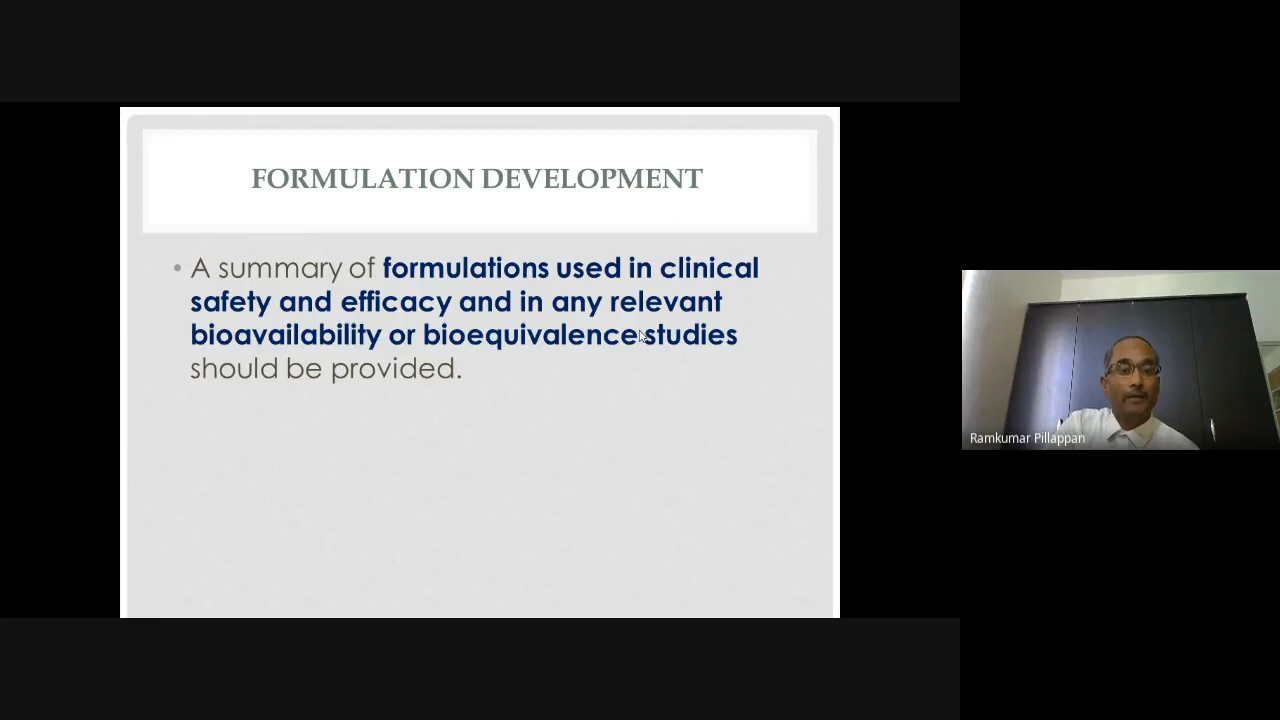 FORMULATION DEVELOPMENT
• A summary of formulations used in clinical
safety and efficacy and in any relevant
bioavailability or bioequivalence studies
should be provided.
Ramkumar Pillappan